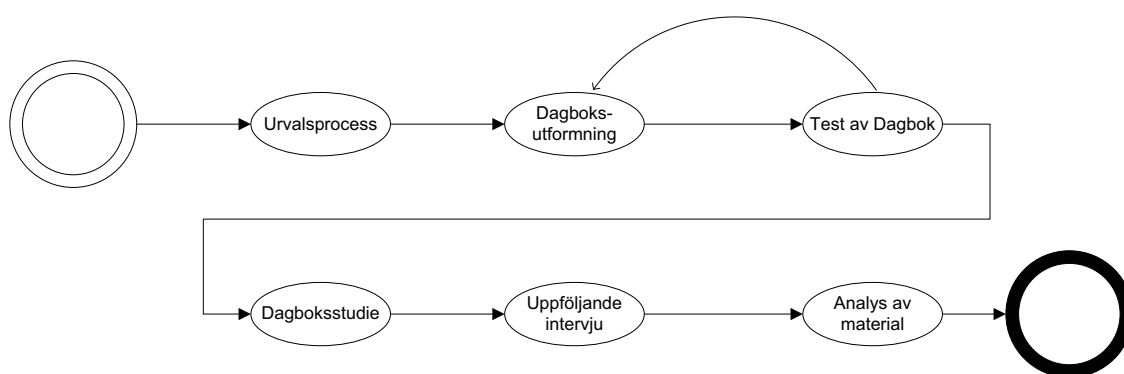 Urvalsprocess
Dagboks-
utformning
Test av Dagbok
Dagboksstudie
Uppföljande
intervju
Analys av
material